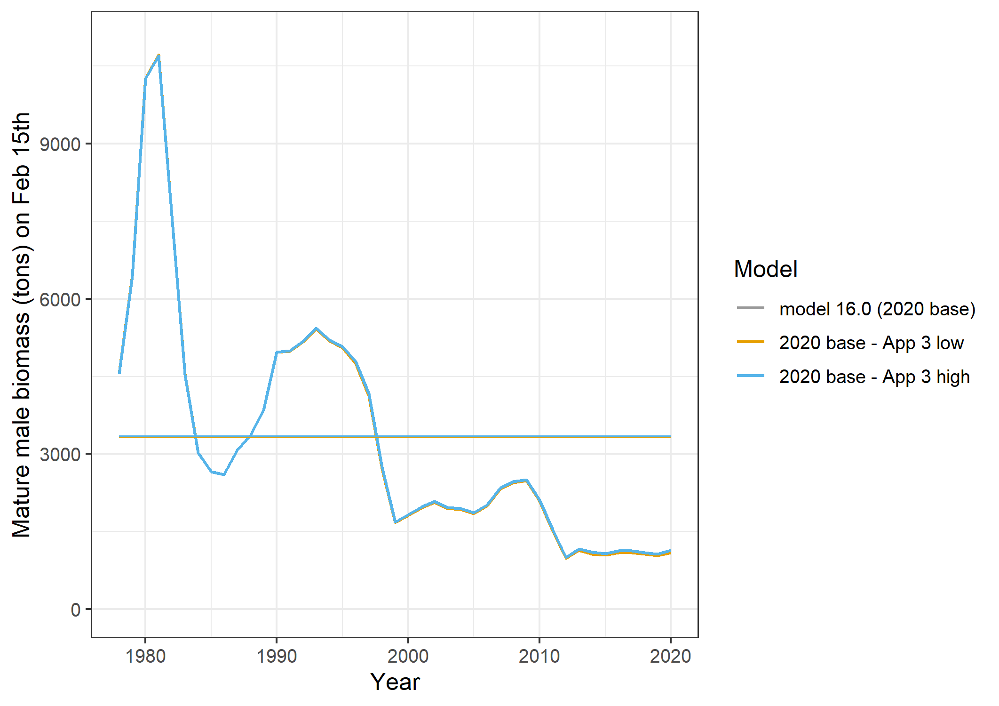 Mature male biomass (tons) on Feb 15th
9000
6000
3000
0
1980
1990
2000
2010
2020
Year
Model
model 16.0 (2020 base)
2020 base - App 3 low
2020 base - App 3 high